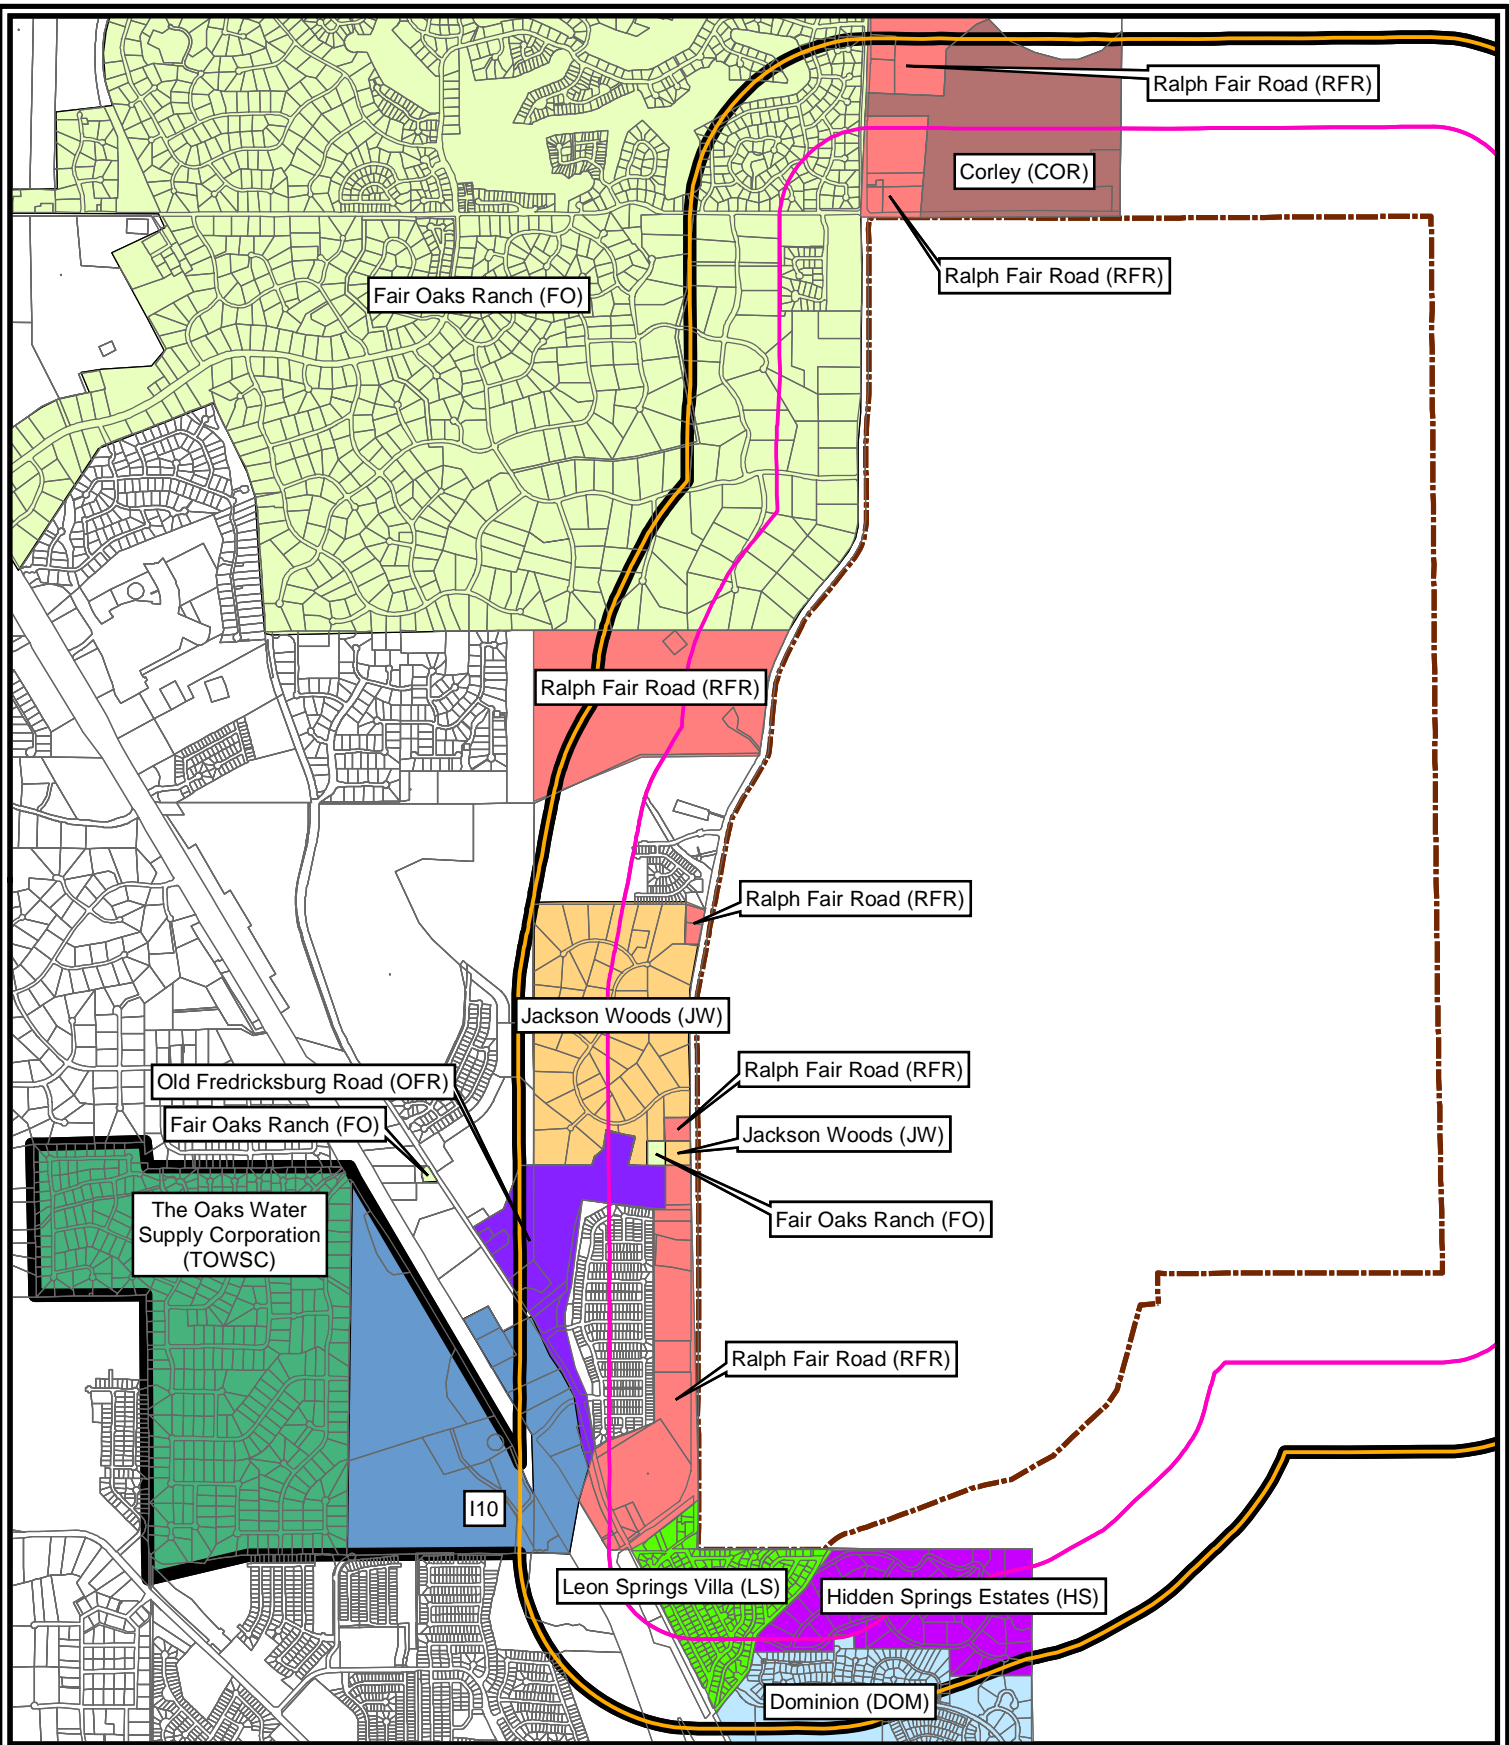 Ralph Fair Road (RFR)
Corley (COR)
Ralph Fair Road (RFR)
Fair Oaks Ranch (FO)
Ralph Fair Road (RFR)
Ralph Fair Road (RFR)
Jackson Woods (JW)
Ralph Fair Road (RFR)
Old Fredricksburg Road (OFR)
Fair Oaks Ranch (FO)
Jackson Woods (JW)
The Oaks Water
Supply Corporation
(TOWSC)
Fair Oaks Ranch (FO)
Ralph Fair Road (RFR)
I10
Leon Springs Villa (LS)
Hidden Springs Estates (HS)
Dominion (DOM)